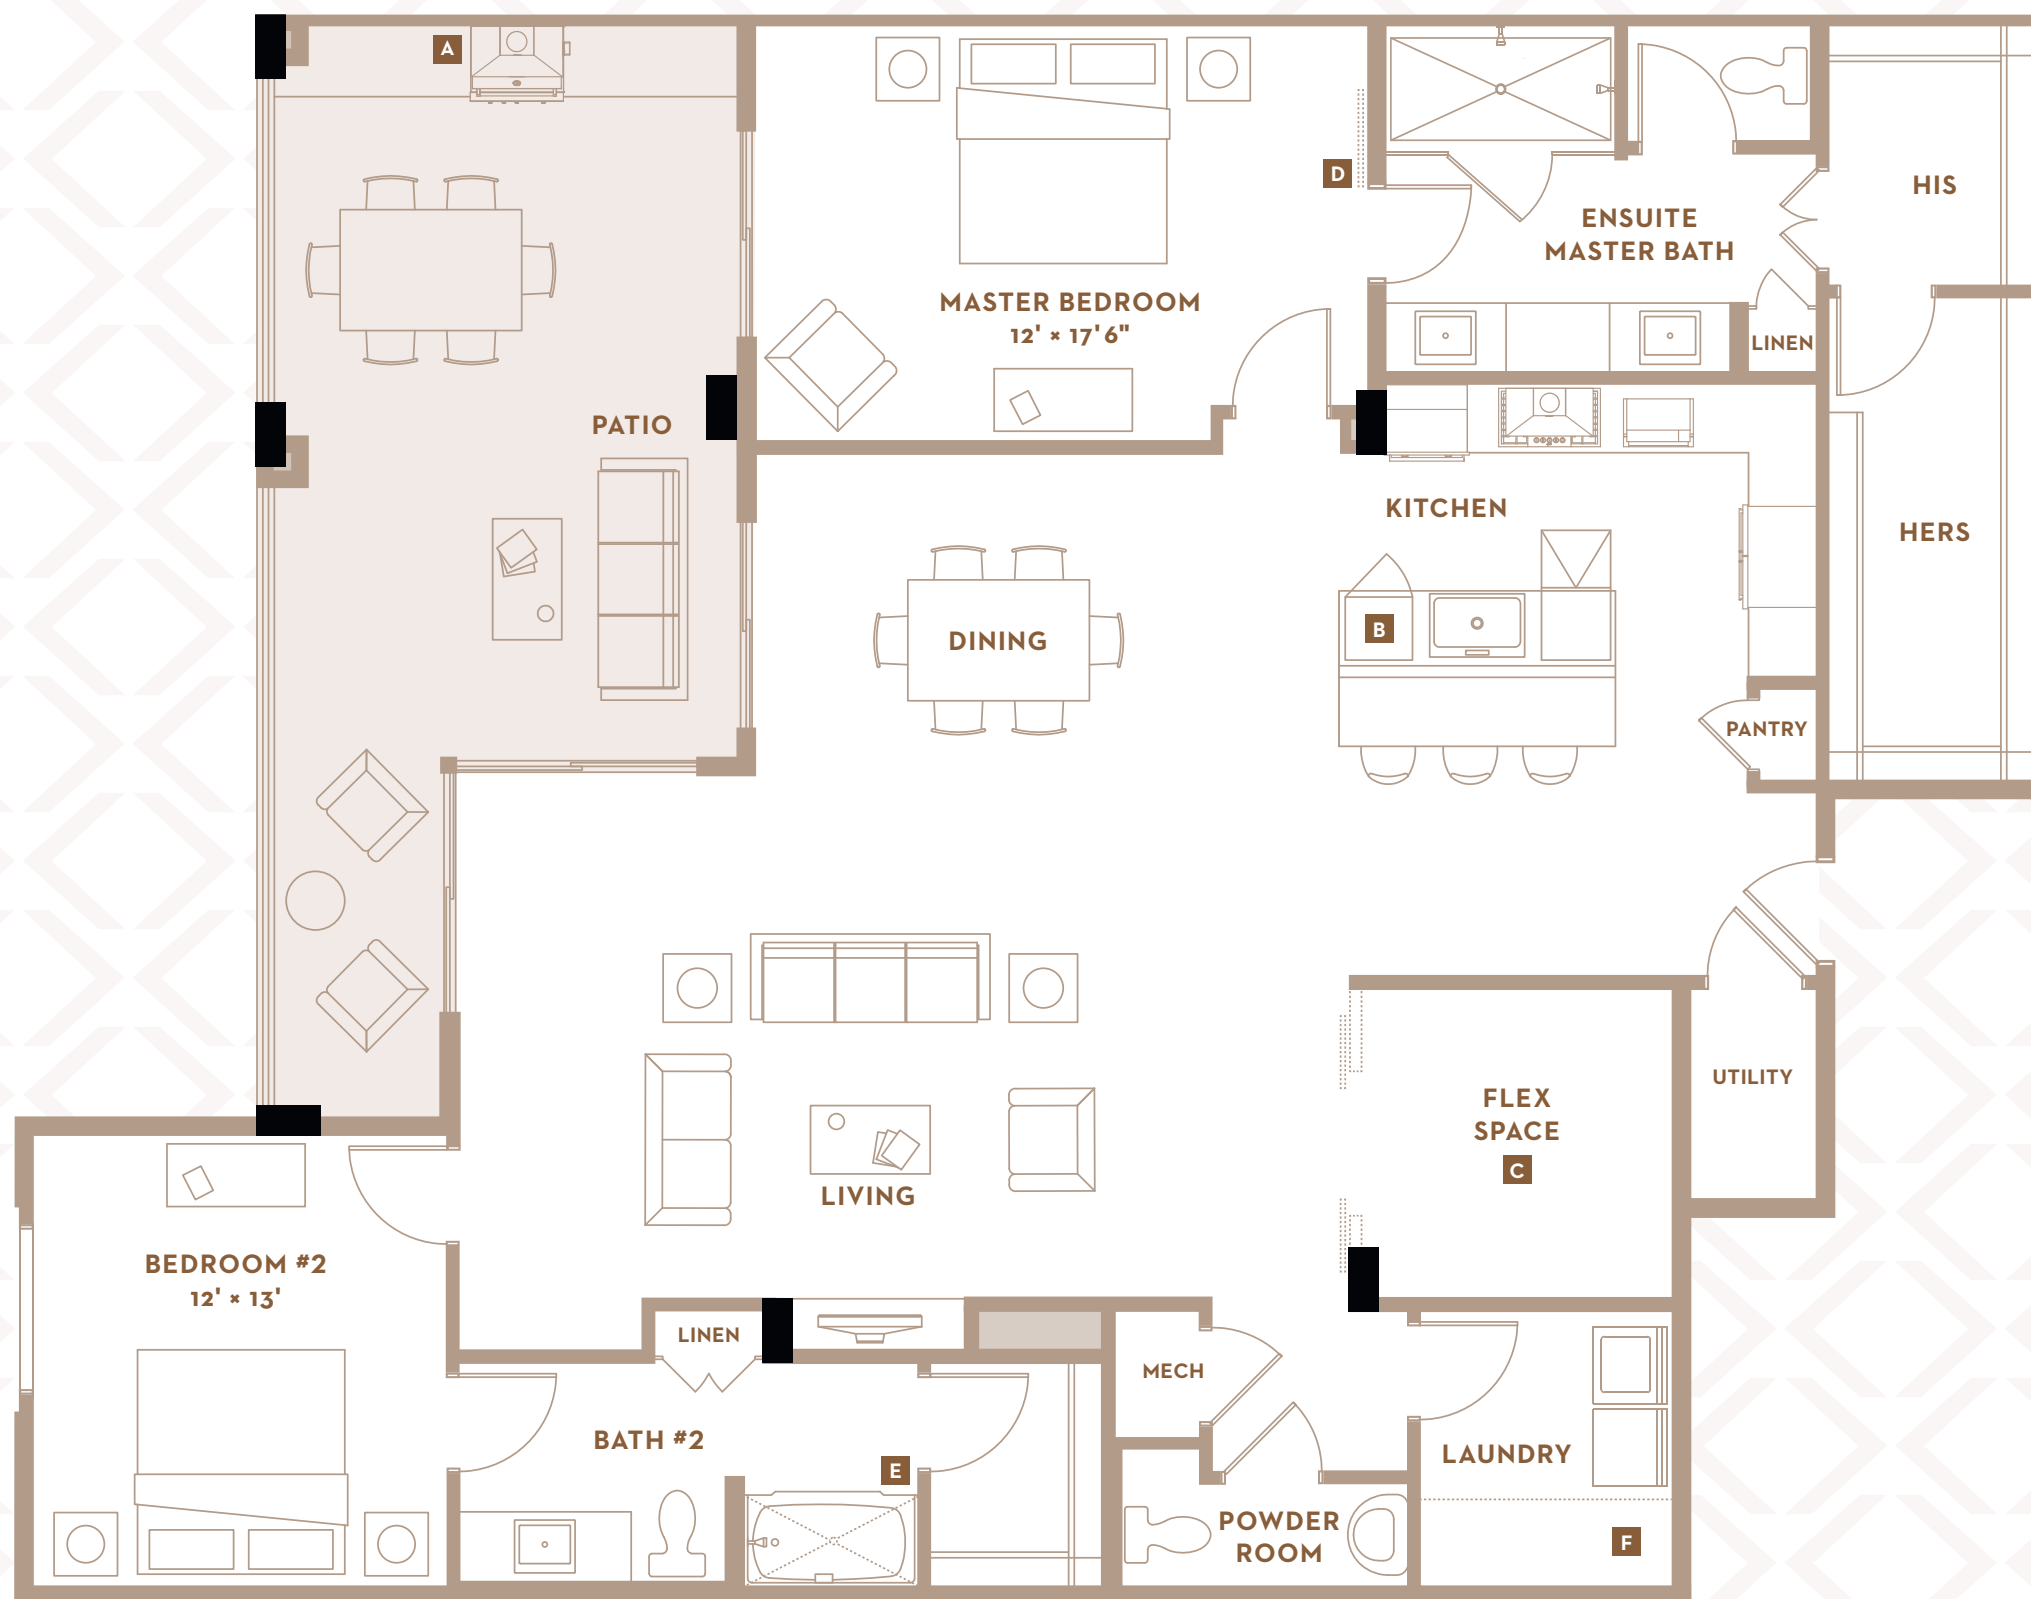 A
D
HIS
ENSUITE
MASTER BATH
MASTER BEDROOM
12' × 17'6"
LINEN
PATIO
KITCHEN
HERS
B
DINING
PANTRY
UTILITY
FLEX
SPACE
C
LIVING
BEDROOM #2
12' × 13'
LINEN
MECH
BATH #2
LAUNDRY
E
POWDER
ROOM
F